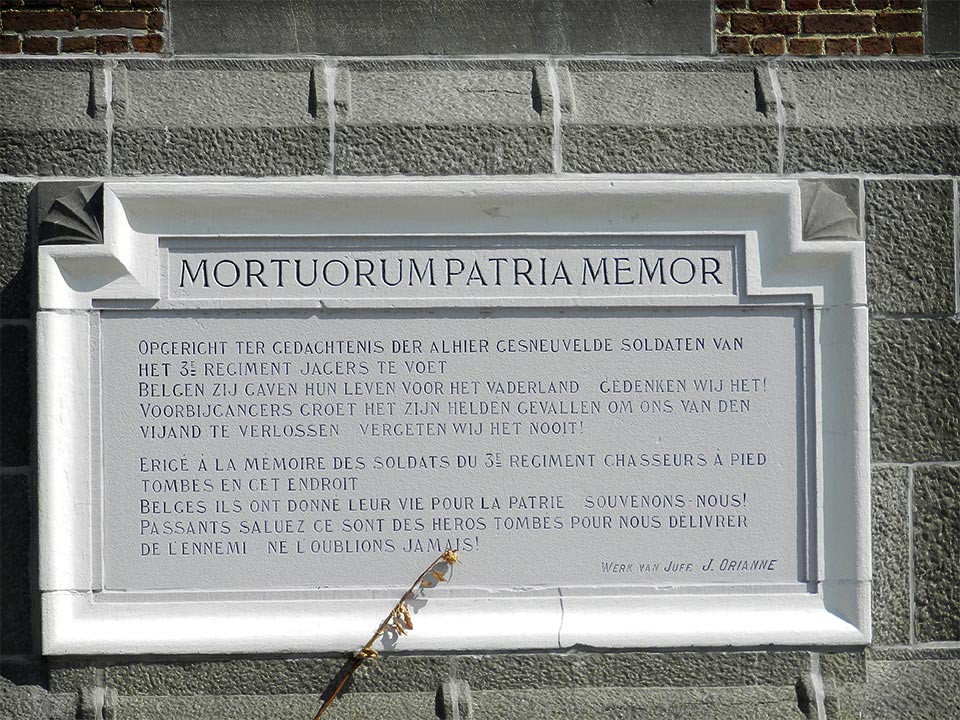 MORTUORUM PATRIA MEMOR
OPGERICHT TER GEDACHTENIS DER ALHIER GESNEUVELDE SOLDATEN VAN
HET 3E REGIMENT JAGERS TE VOET
BELGEN ZIJ GAVEN HUN LEVEN VOOR HET VADERLAND GEDENKEN WIJ HET!
VOORBIJGANGERS GROET HET ZIJN HELDEN GEVALLEN OM ONS VAN DEN
VIJAND TE VERLOSSEN VERGETEN WIJ HET NOOIT!
ERIGÉ À LA MÉMOIRE DES SOLDATS DU 3E REGIMENT CHASSEURS À PIED
TOMBÉS EN CET ENDROIT
BELGES ILS ONT DONNÉ LEUR VIE POUR LA PATRIE SOUVENONS-NOUS!
PASSANTS SALUEZ CE SONT DES HEROS TOMBÉS POUR NOUS DÉLIVRER
DE L'ENNEMI NE L'OUBLIONS JAMAIS!
WERK VAN JUFF. J. ORIANNE